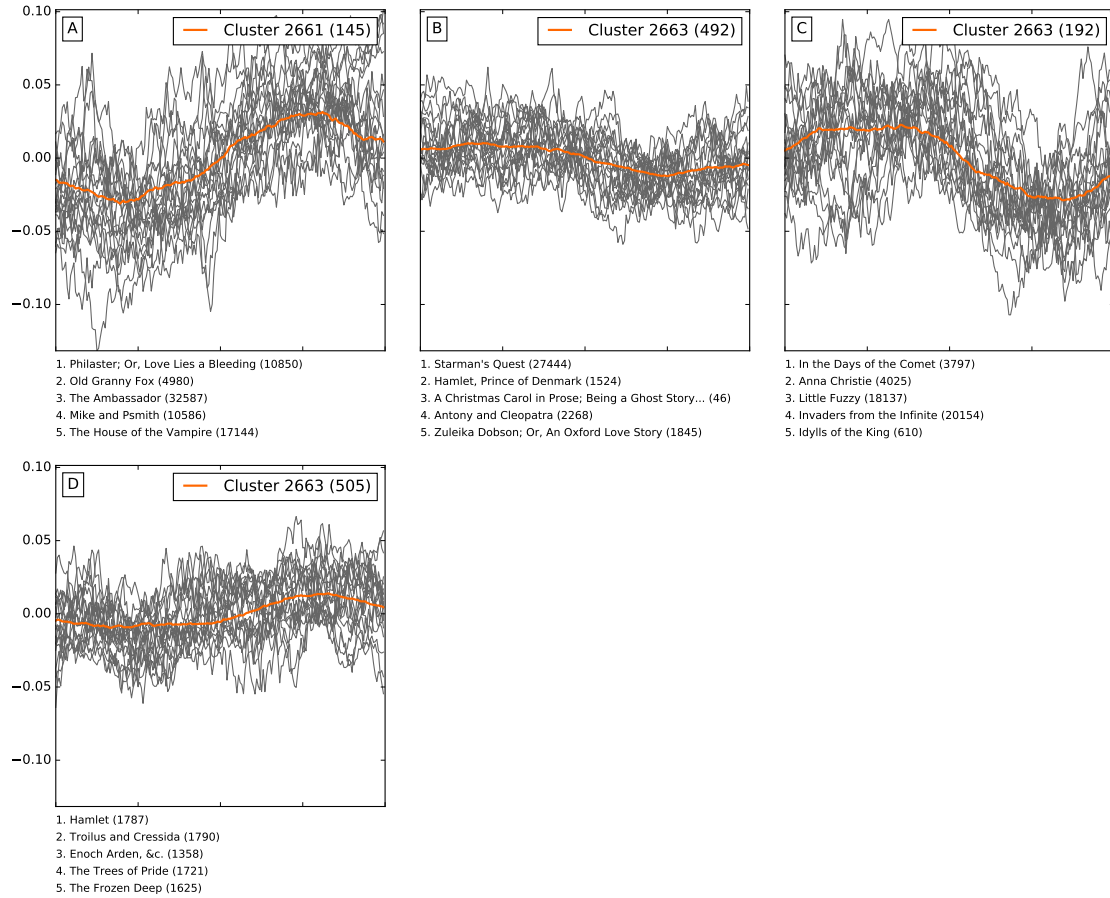 A
Cluster 2661 (145)
B
Cluster 2663 (492)
C
Cluster 2663 (192)
0.10
0.05
0.00
−0.05
−0.10
1. Philaster; Or, Love Lies a Bleeding (10850)
2. Old Granny Fox (4980)
3. The Ambassador (32587)
4. Mike and Psmith (10586)
5. The House of the Vampire (17144)
1. Starman's Quest (27444)
2. Hamlet, Prince of Denmark (1524)
3. A Christmas Carol in Prose; Being a Ghost Story... (46)
4. Antony and Cleopatra (2268)
5. Zuleika Dobson; Or, An Oxford Love Story (1845)
1. In the Days of the Comet (3797)
2. Anna Christie (4025)
3. Little Fuzzy (18137)
4. Invaders from the Infinite (20154)
5. Idylls of the King (610)
D
Cluster 2663 (505)
0.10
0.05
0.00
−0.05
−0.10
1. Hamlet (1787)
2. Troilus and Cressida (1790)
3. Enoch Arden, &c. (1358)
4. The Trees of Pride (1721)
5. The Frozen Deep (1625)